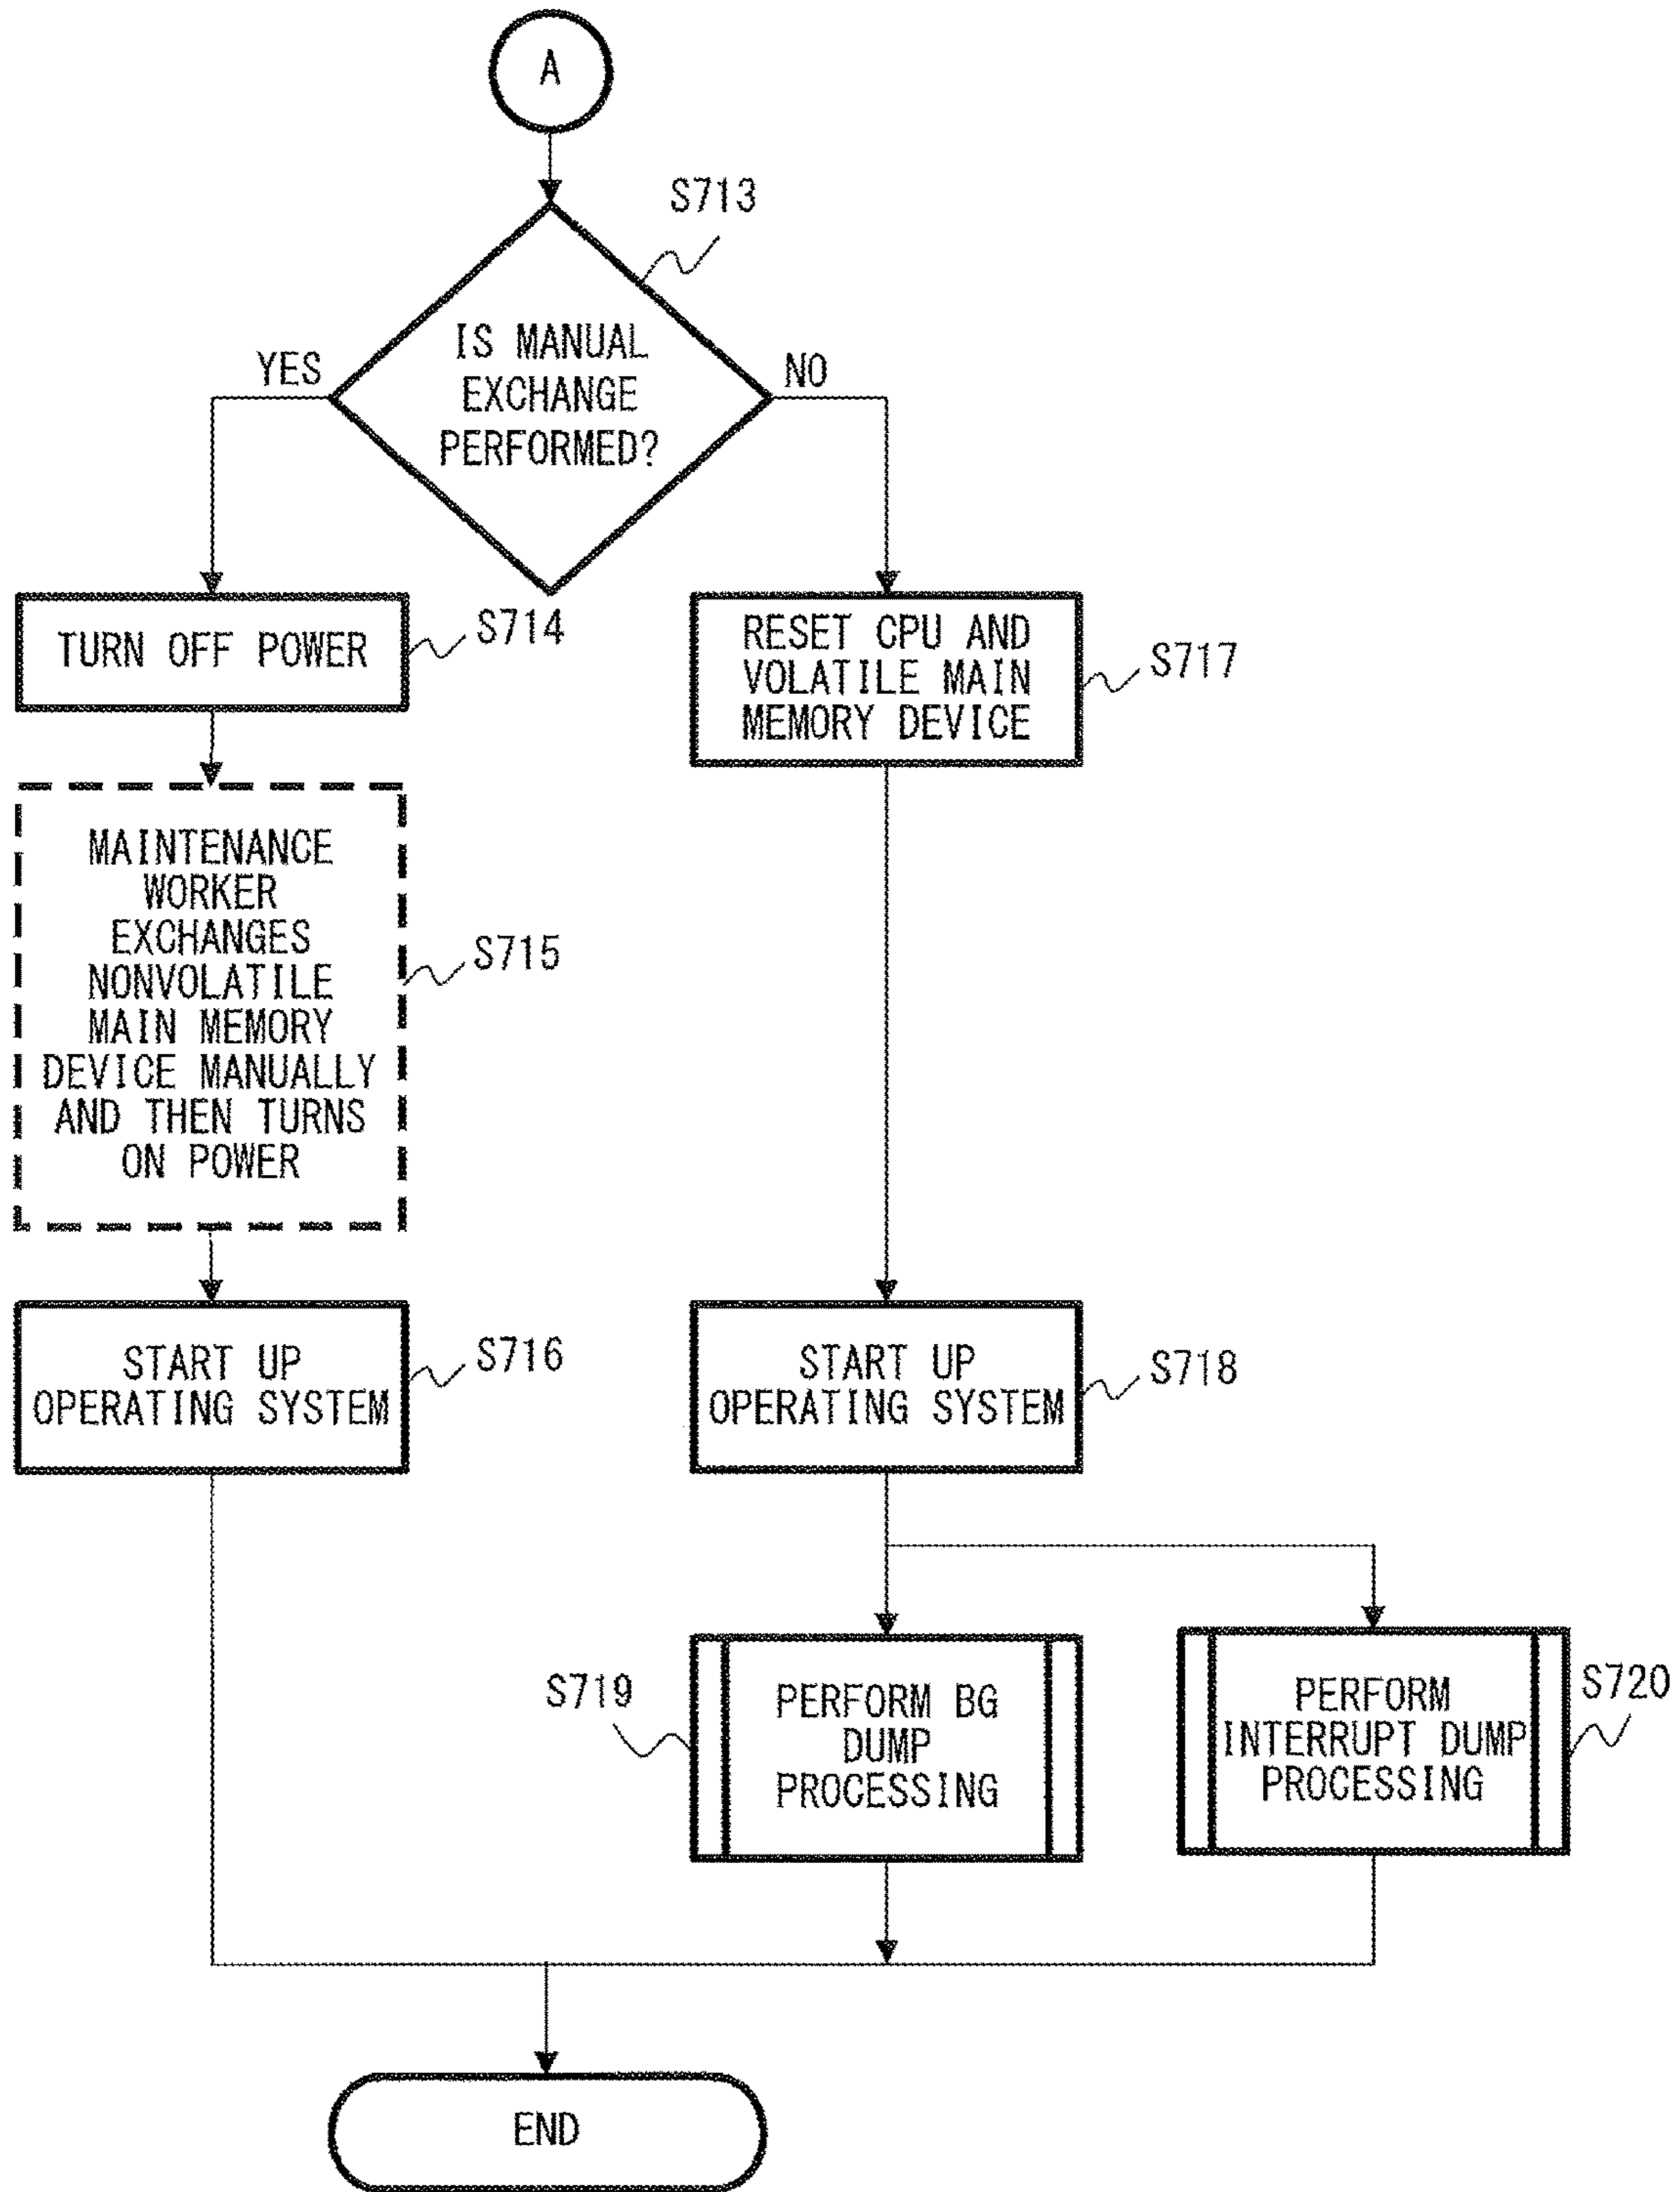 A
S713
IS MANUAL
EXCHANGE
PERFORMED?
YES
NO
TURN OFF POWER
S714
RESET CPU AND
VOLATILE MAIN
MEMORY DEVICE
S717
MAINTENANCE
WORKER
EXCHANGES
NONVOLATILE
MAIN MEMORY
DEVICE MANUALLY
AND THEN TURNS
ON POWER
S715
START UP
OPERATING SYSTEM
S716
START UP
OPERATING SYSTEM
S718
S719
PERFORM BG
DUMP
PROCESSING
PERFORM
INTERRUPT DUMP
PROCESSING
S720
END